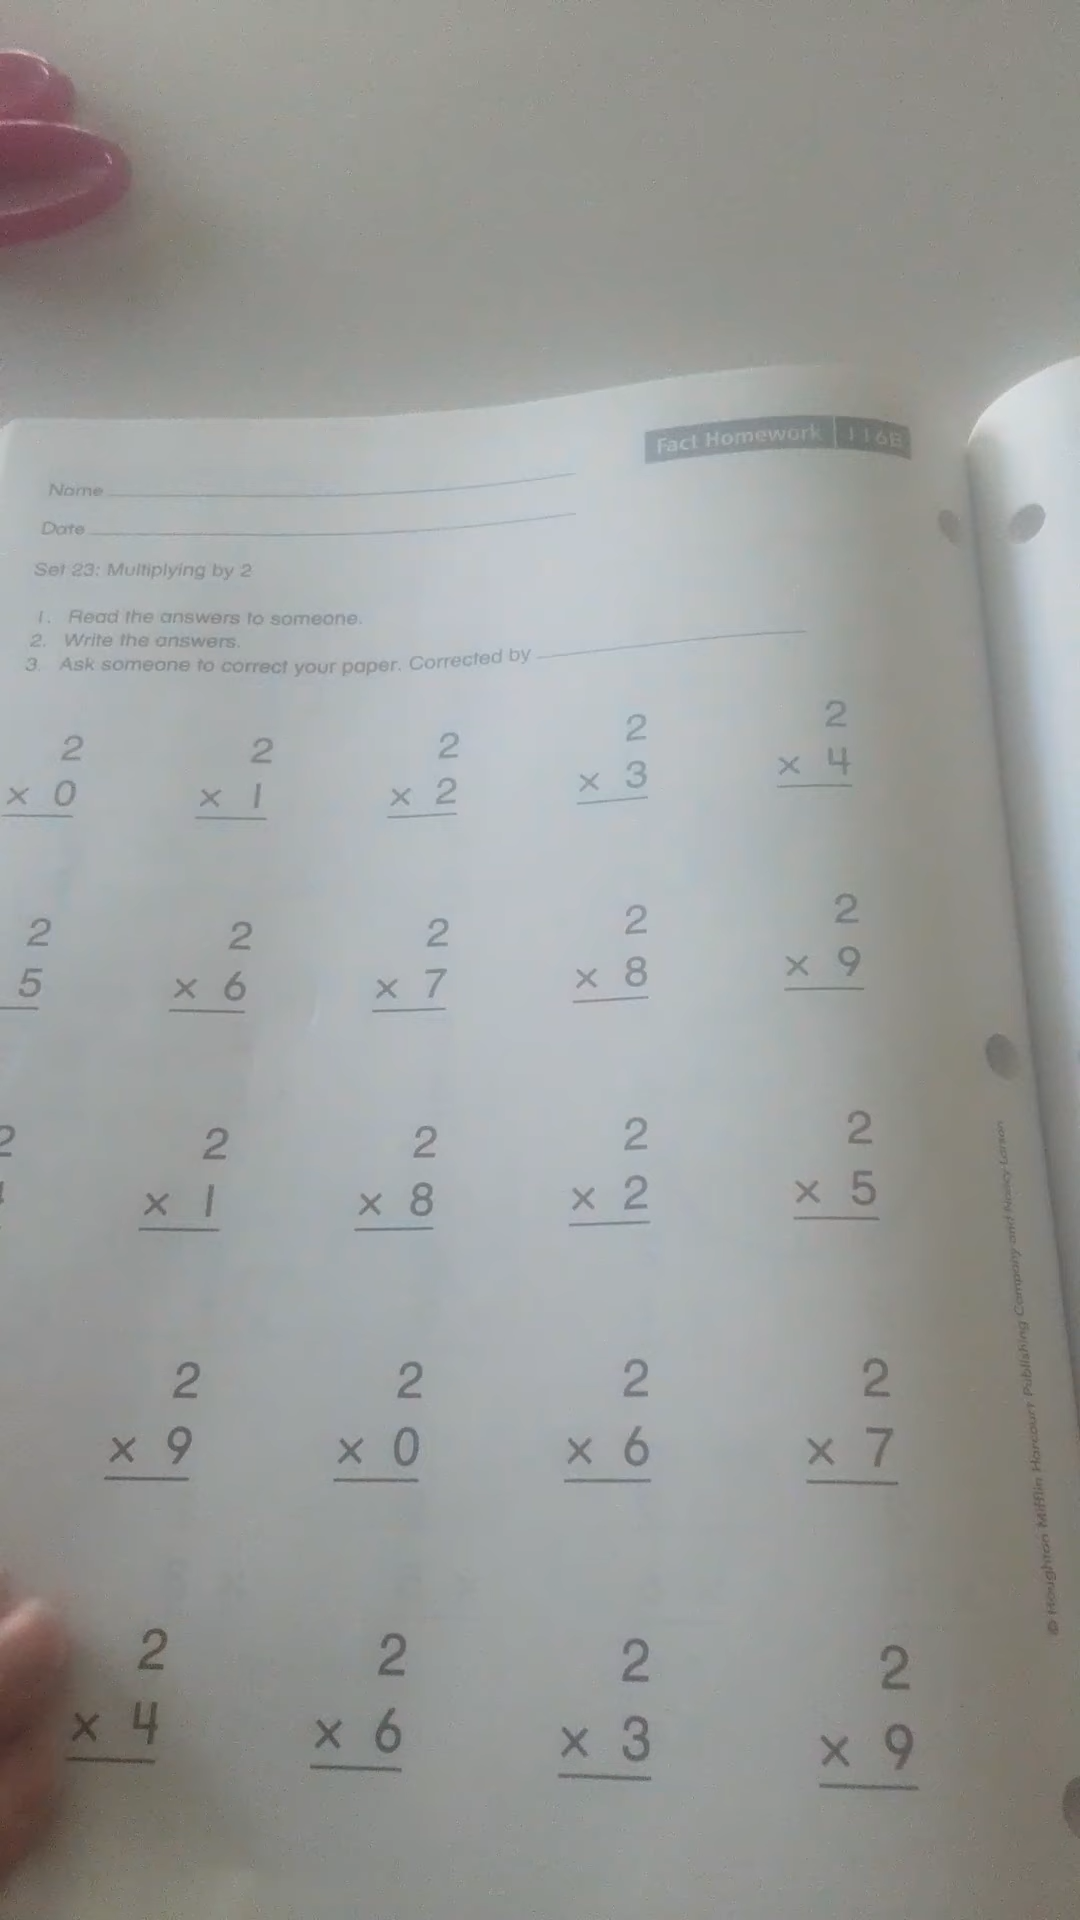 Fact Homework 116B
Name
Date
Set 23: Multiplying by 2
1. Read the answers to someone.
2. Write the answers.
3. Ask someone to correct your paper. Corrected by
2 2 2 2 2
x 0 x 1 x 2 x 3 x 4
2 2 2 2 2
5 x 6 x 7 x 8 x 9
2 2 2 2 2
x 1 x 8 x 2 x 5
2 2 2 2
x 9 x 0 x 6 x 7
2 2 2 2
x 4 x 6 x 3 x 9
© Houghton Mifflin Harcourt Publishing Company and Nancy Larson